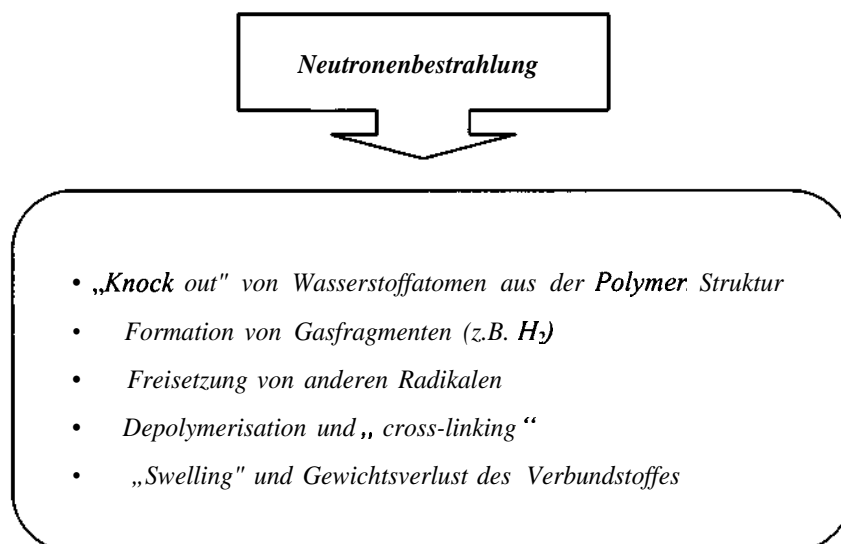 Neutronenbestrahlung
• „Knock out" von Wasserstoffatomen aus der Polymer Struktur
• Formation von Gasfragmenten (z.B. H₂)
• Freisetzung von anderen Radikalen
• Depolymerisation und „ cross-linking “
• „Swelling" und Gewichtsverlust des Verbundstoffes